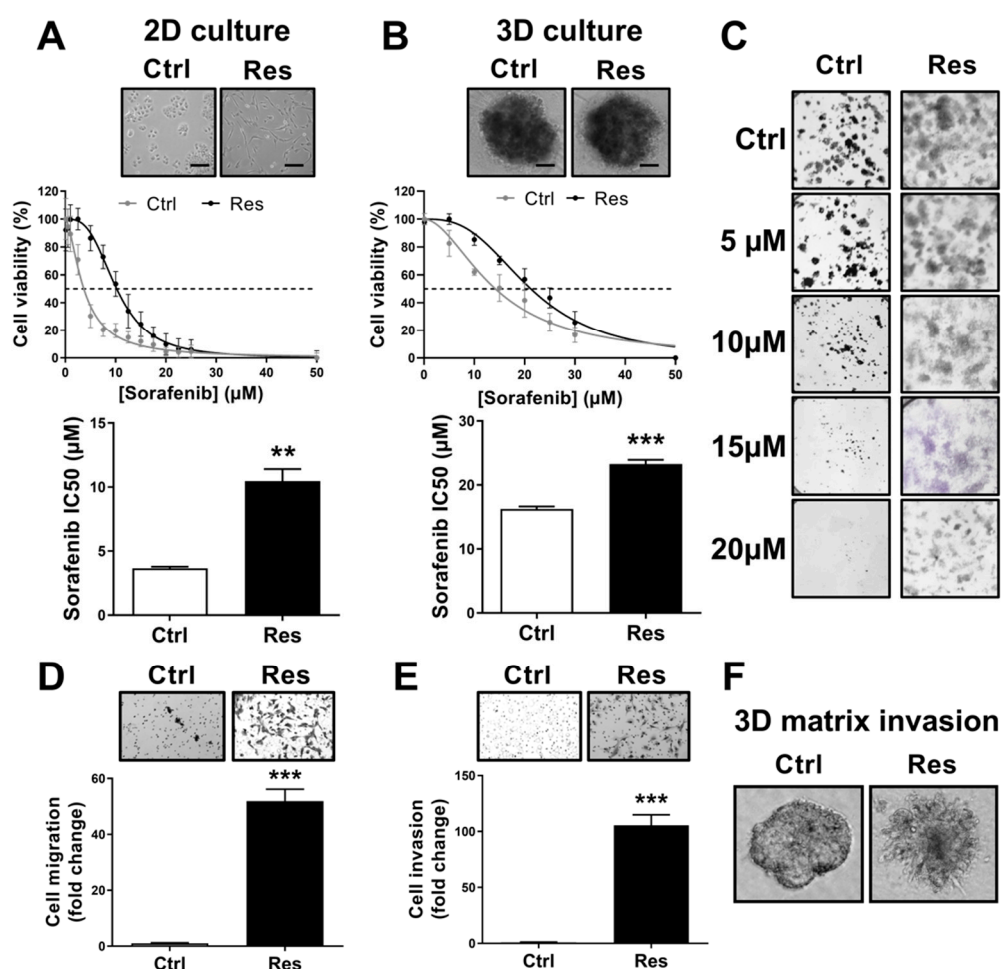 A
2D culture
Ctrl Res
120
100
80
60
40
20
0
Cell viability (%)
Ctrl Res
0 10 20 30 40 50
[Sorafenib] (µM)
15
10
5
0
Sorafenib IC50 (µM)
**
Ctrl Res
B
3D culture
Ctrl Res
120
100
80
60
40
20
0
Cell viability (%)
Ctrl Res
0 10 20 30 40 50
[Sorafenib] (µM)
30
20
10
0
Sorafenib IC50 (µM)
***
Ctrl Res
C
Ctrl Res
Ctrl
5 µM
10µM
15µM
20µM
D
Ctrl Res
60
40
20
0
Cell migration
(fold change)
***
Ctrl Res
E
Ctrl Res
150
100
50
0
Cell invasion
(fold change)
***
Ctrl Res
F
3D matrix invasion
Ctrl Res